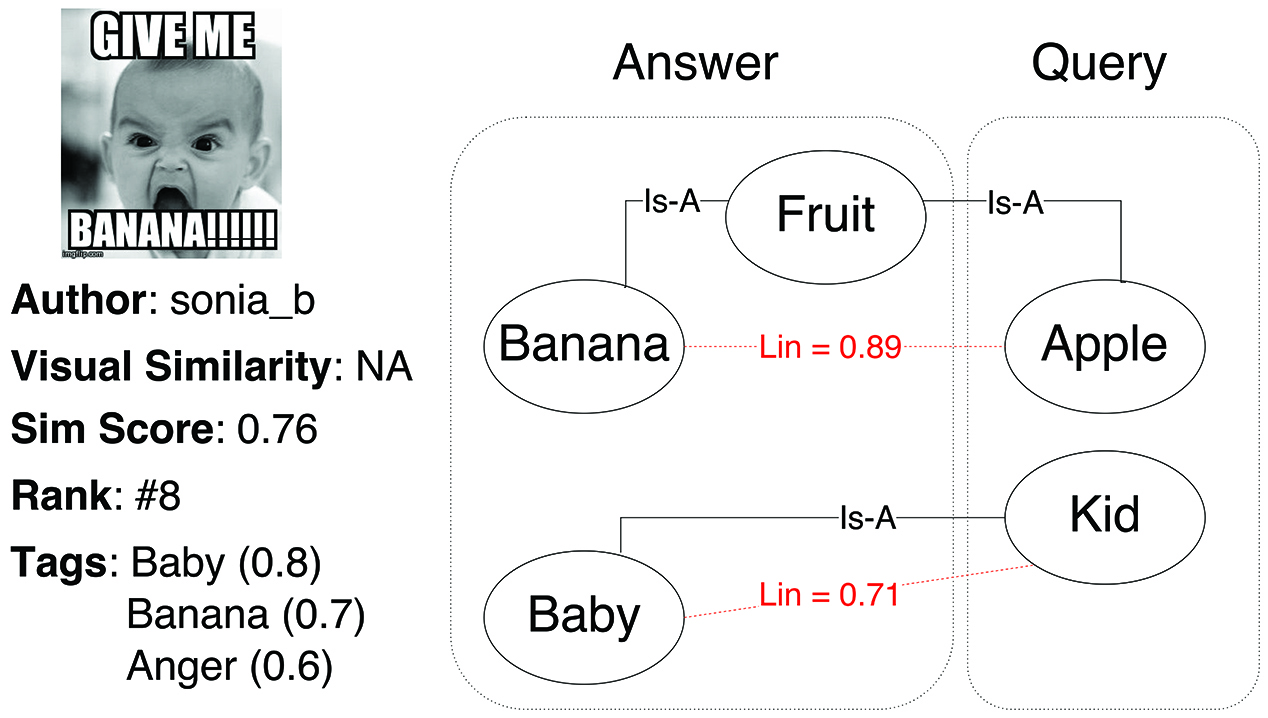 GIVE ME
BANANA!!!!!!
imgflip.com
Author: sonia_b
Visual Similarity: NA
Sim Score: 0.76
Rank: #8
Tags: Baby (0.8)
Banana (0.7)
Anger (0.6)
Answer
Query
Is-A
Fruit
Is-A
Banana
Lin = 0.89
Apple
Is-A
Kid
Baby
Lin = 0.71